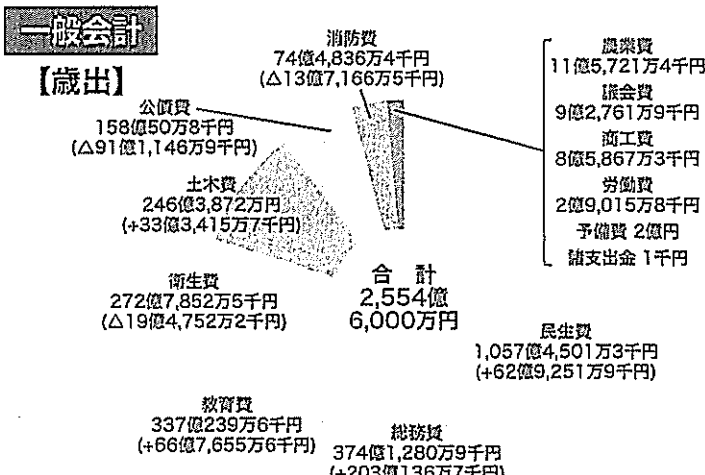 一般会計
【歳出】
消防費
74億4,836万4千円
(△13億7,166万5千円)
農業費
11億5,721万4千円
議会費
9億2,761万9千円
商工費
8億5,867万3千円
労働費
2億9,015万8千円
予備費 2億円
諸支出金 1千円
公債費
158億50万8千円
(△91億1,146万9千円)
土木費
246億3,872万円
(+33億3,415万7千円)
衛生費
272億7,852万5千円
(△19億4,752万2千円)
合計
2,554億
6,000万円
民生費
1,057億4,501万3千円
(+62億9,251万9千円)
教育費
337億239万6千円
(+66億7,655万6千円)
総務費
374億1,280万9千円
(+203億136万7千円)